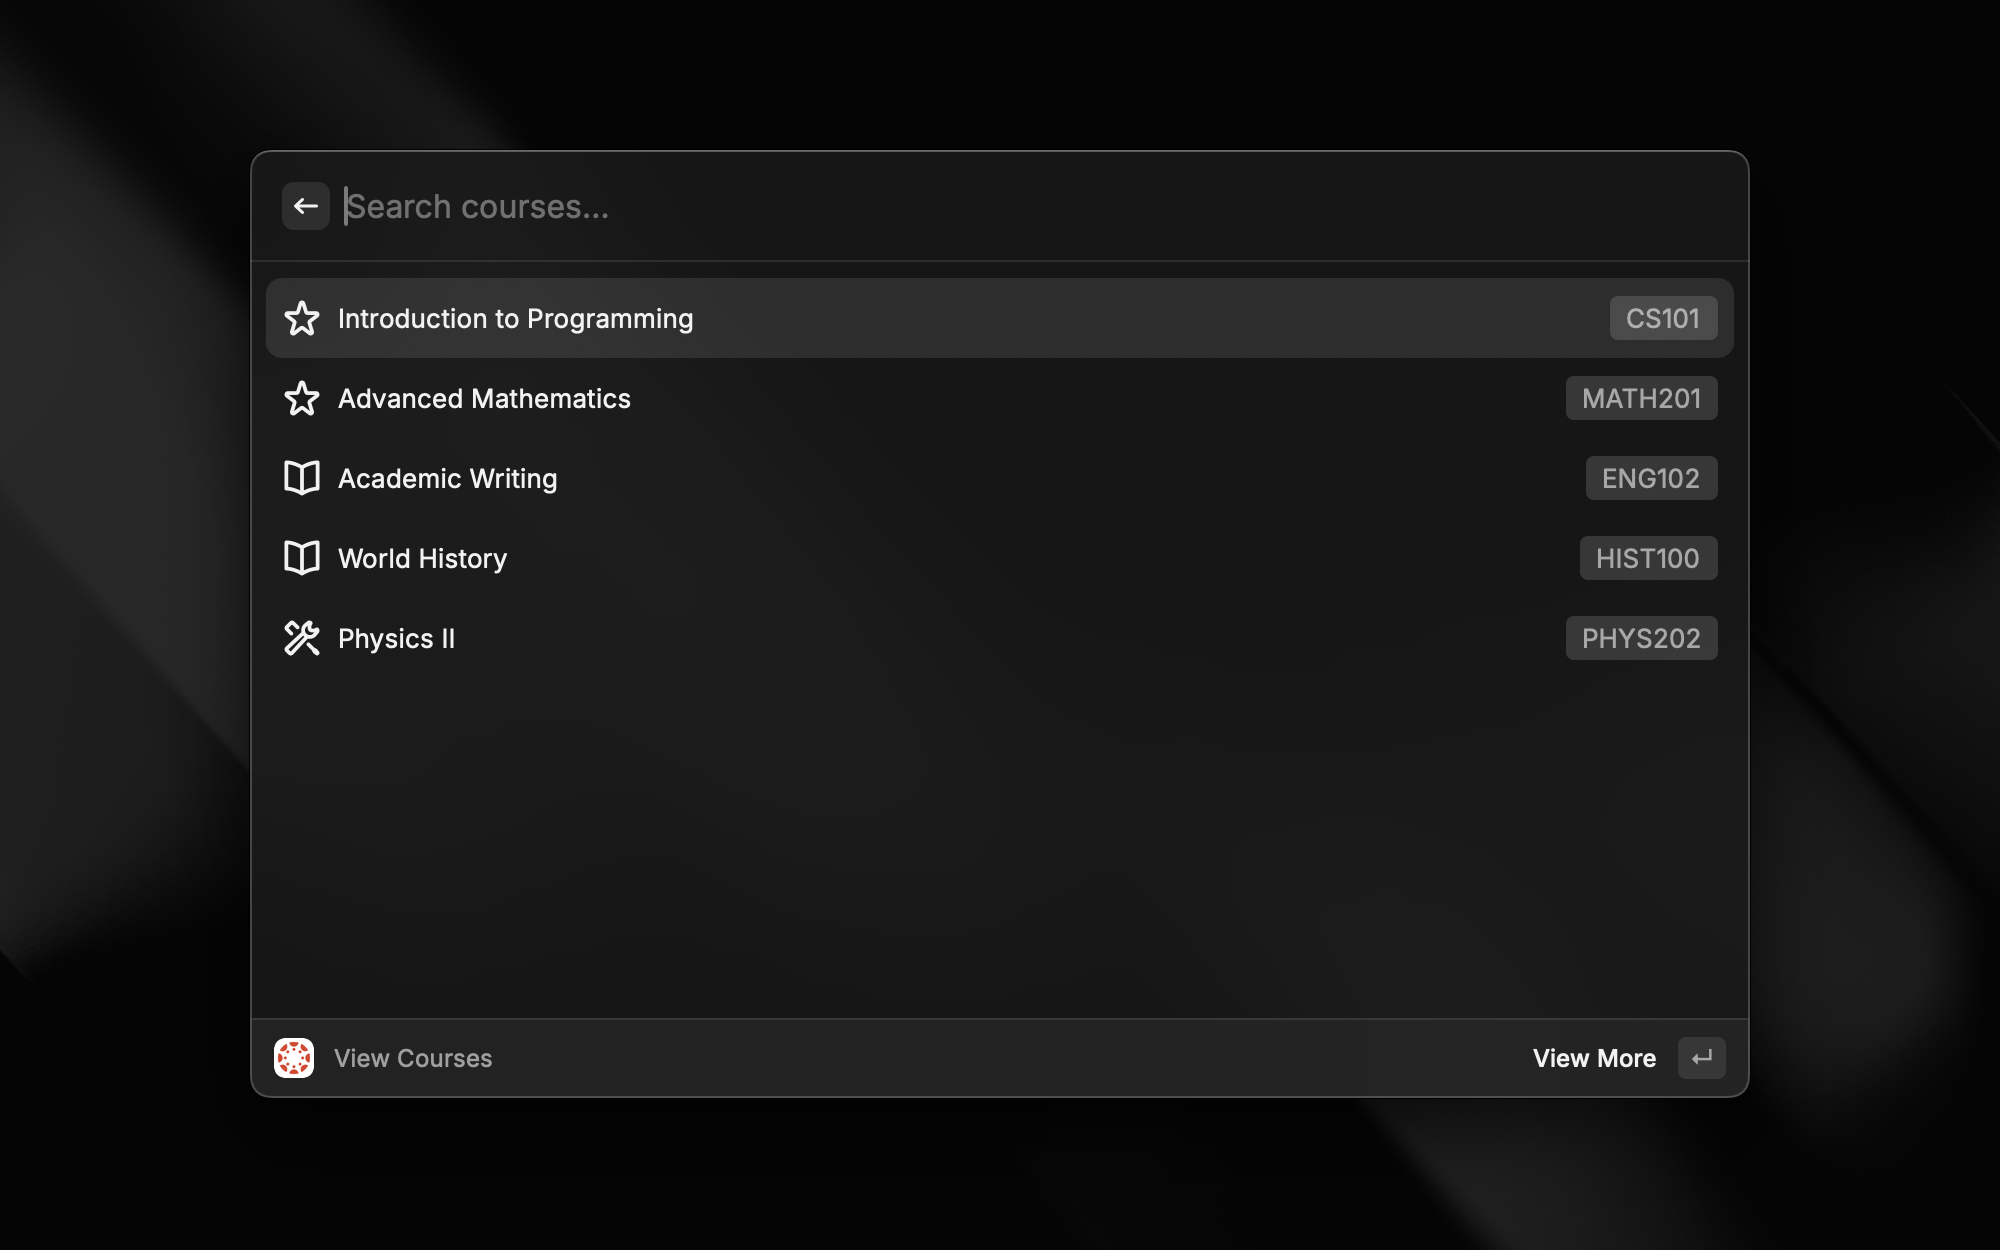 Search courses...
Introduction to Programming CS101
Advanced Mathematics MATH201
Academic Writing ENG102
World History HIST100
Physics II PHYS202
View Courses View More